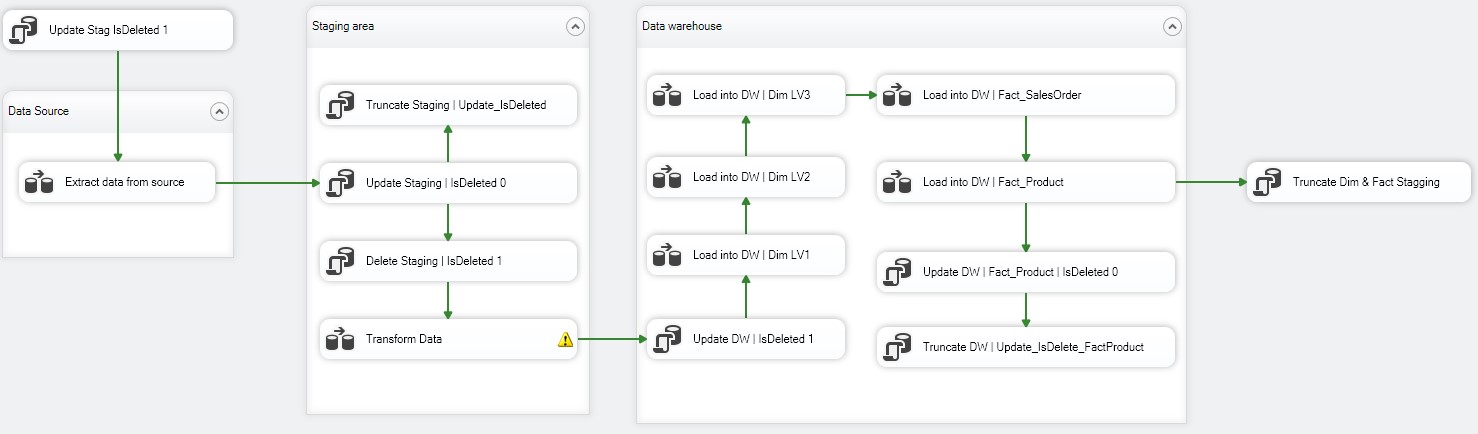 Update Stag IsDeleted 1
Data Source
Extract data from source
Staging area
Truncate Staging | Update_IsDeleted
Update Staging | IsDeleted 0
Delete Staging | IsDeleted 1
Transform Data
Data warehouse
Load into DW | Dim LV3
Load into DW | Dim LV2
Load into DW | Dim LV1
Update DW | IsDeleted 1
Load into DW | Fact_SalesOrder
Load into DW | Fact_Product
Update DW | Fact_Product | IsDeleted 0
Truncate DW | Update_IsDelete_FactProduct
Truncate Dim & Fact Stagging